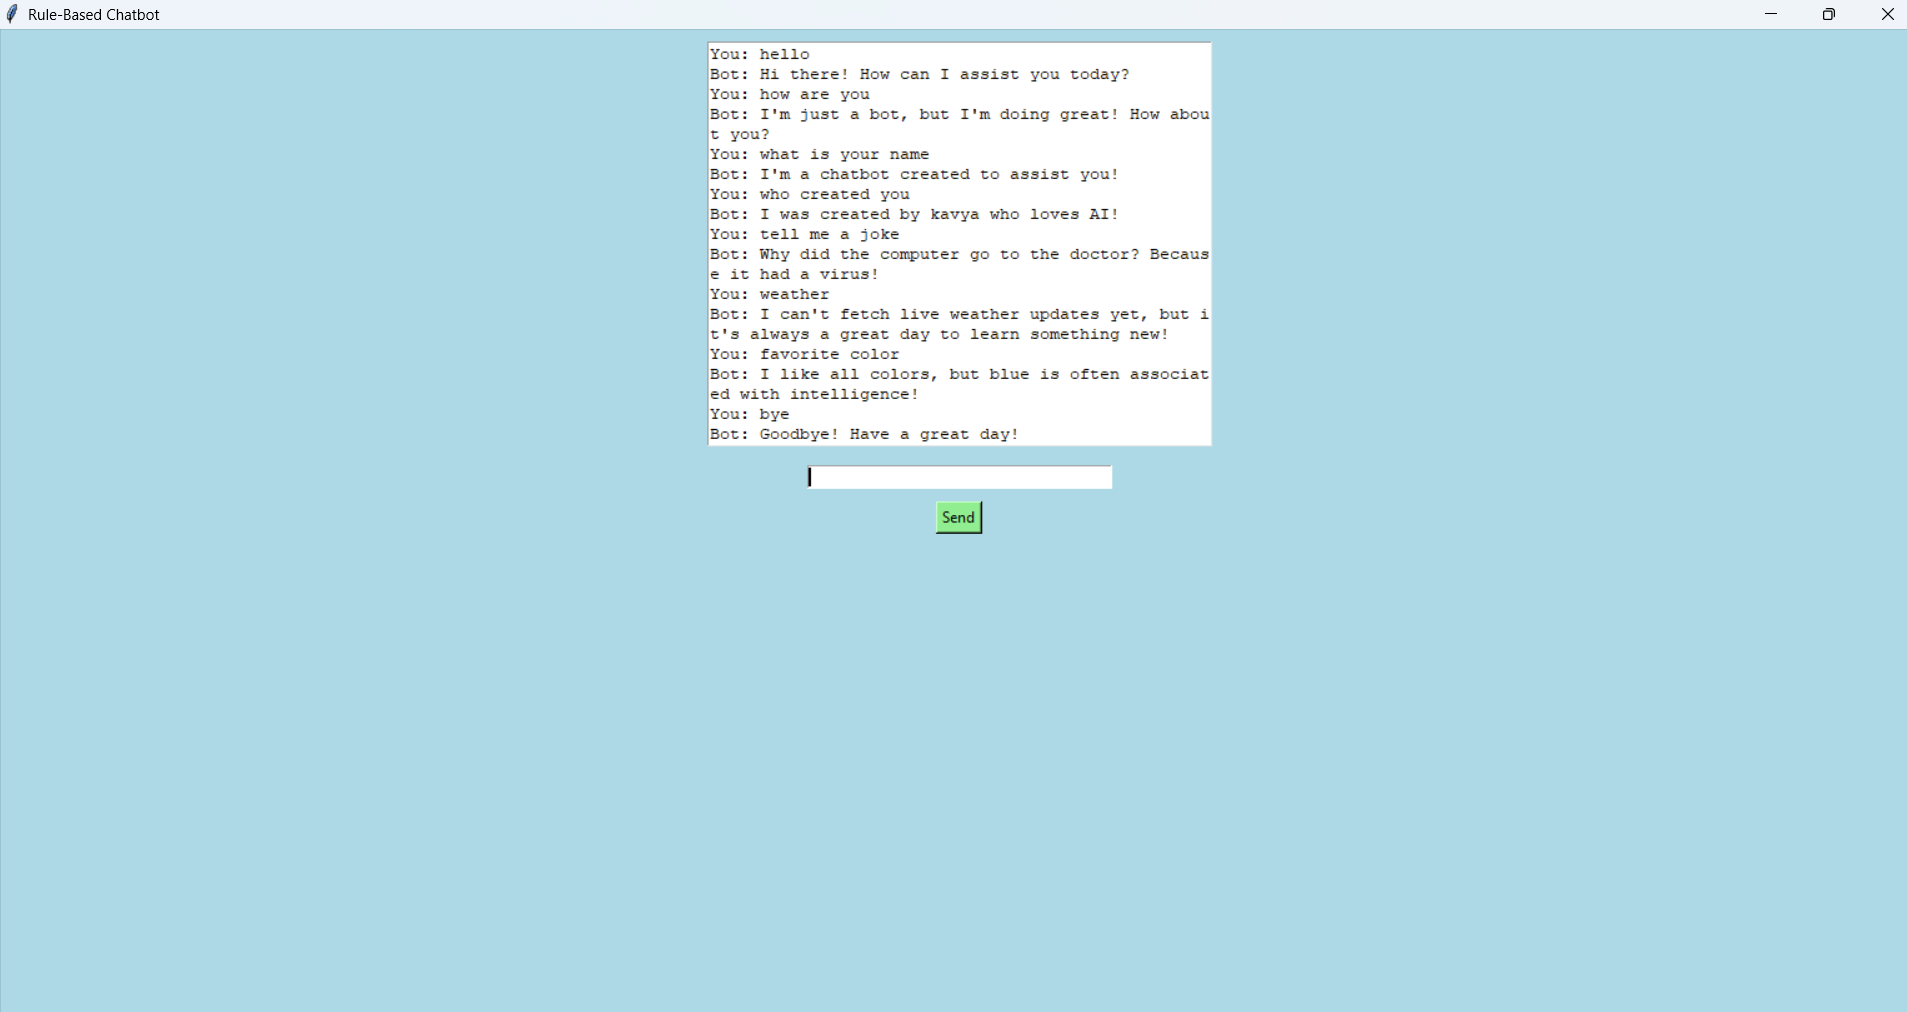 Rule-Based Chatbot
You: hello
Bot: Hi there! How can I assist you today?
You: how are you
Bot: I'm just a bot, but I'm doing great! How abou
t you?
You: what is your name
Bot: I'm a chatbot created to assist you!
You: who created you
Bot: I was created by kavya who loves AI!
You: tell me a joke
Bot: Why did the computer go to the doctor? Becaus
e it had a virus!
You: weather
Bot: I can't fetch live weather updates yet, but i
t's always a great day to learn something new!
You: favorite color
Bot: I like all colors, but blue is often associat
ed with intelligence!
You: bye
Bot: Goodbye! Have a great day!
Send